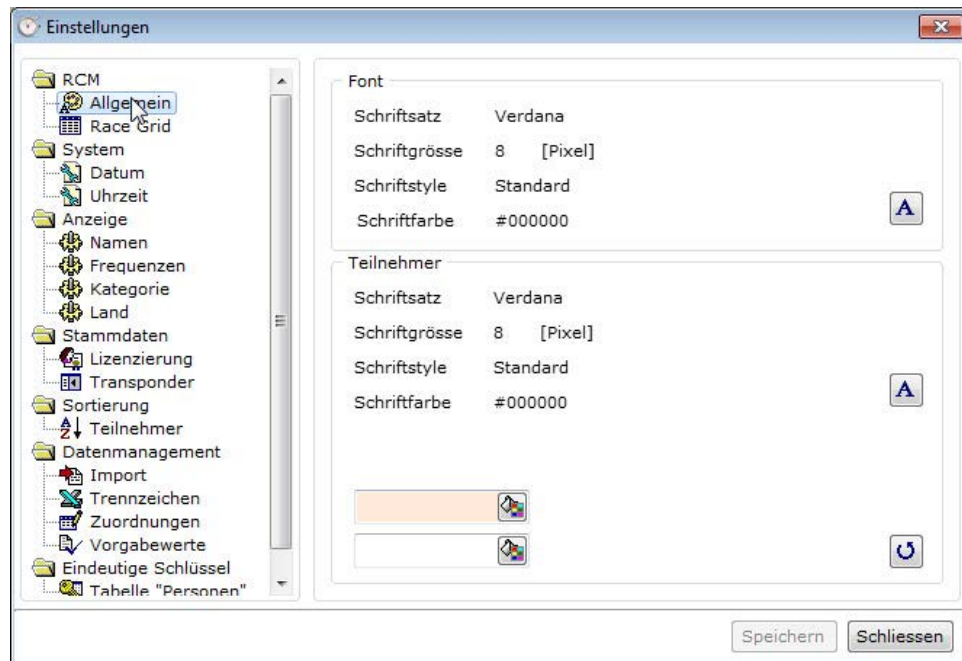 Einstellungen
RCM
Allgemein
Race Grid
System
Datum
Uhrzeit
Anzeige
Namen
Frequenzen
Kategorie
Land
Stammdaten
Lizenzierung
Transponder
Sortierung
Teilnehmer
Datenmanagement
Import
Trennzeichen
Zuordnungen
Vorgabewerte
Eindeutige Schlüssel
Tabelle "Personen"
Font
Schriftsatz Verdana
Schriftgrösse 8 [Pixel]
Schriftstyle Standard
Schriftfarbe #000000
A
Teilnehmer
Schriftsatz Verdana
Schriftgrösse 8 [Pixel]
Schriftstyle Standard
Schriftfarbe #000000
A
Speichern Schliessen